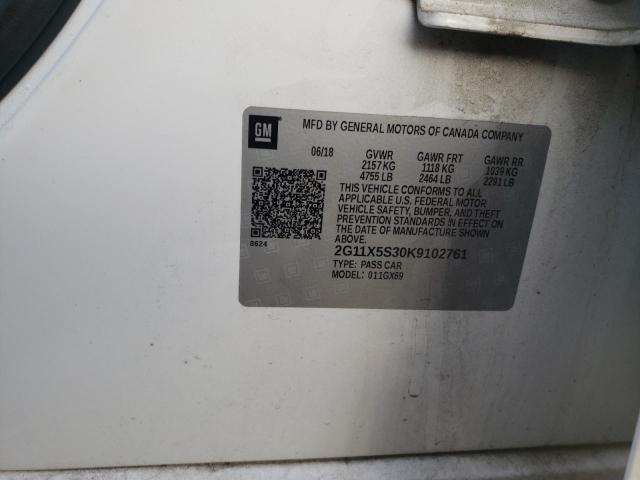 GM
MFD BY GENERAL MOTORS OF CANADA COMPANY
06/18 GVWR GAWR FRT GAWR RR
2157 KG 1118 KG 1039 KG
4755 LB 2464 LB 2291 LB
THIS VEHICLE CONFORMS TO ALL
APPLICABLE U.S. FEDERAL MOTOR
VEHICLE SAFETY, BUMPER, AND THEFT
PREVENTION STANDARDS IN EFFECT ON
THE DATE OF MANUFACTURE SHOWN
ABOVE.
8624
2G11X5S30K9102761
TYPE: PASS CAR
MODEL: 011GX69